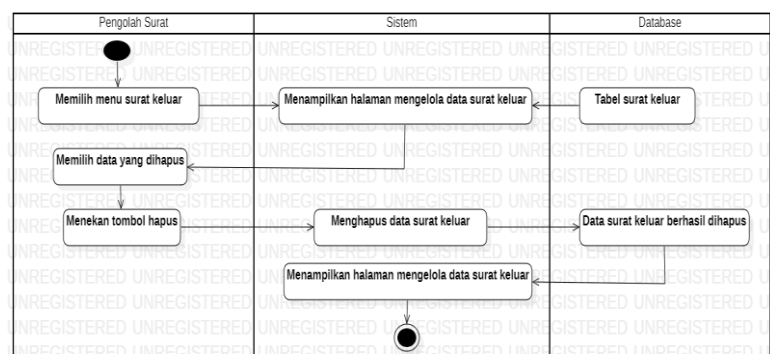 Pengolah Surat Sistem Database
Memilih menu surat keluar Menampilkan halaman mengelola data surat keluar Tabel surat keluar
Memilih data yang dihapus
Menekan tombol hapus Menghapus data surat keluar Data surat keluar berhasil dihapus
Menampilkan halaman mengelola data surat keluar
UNREGISTERED